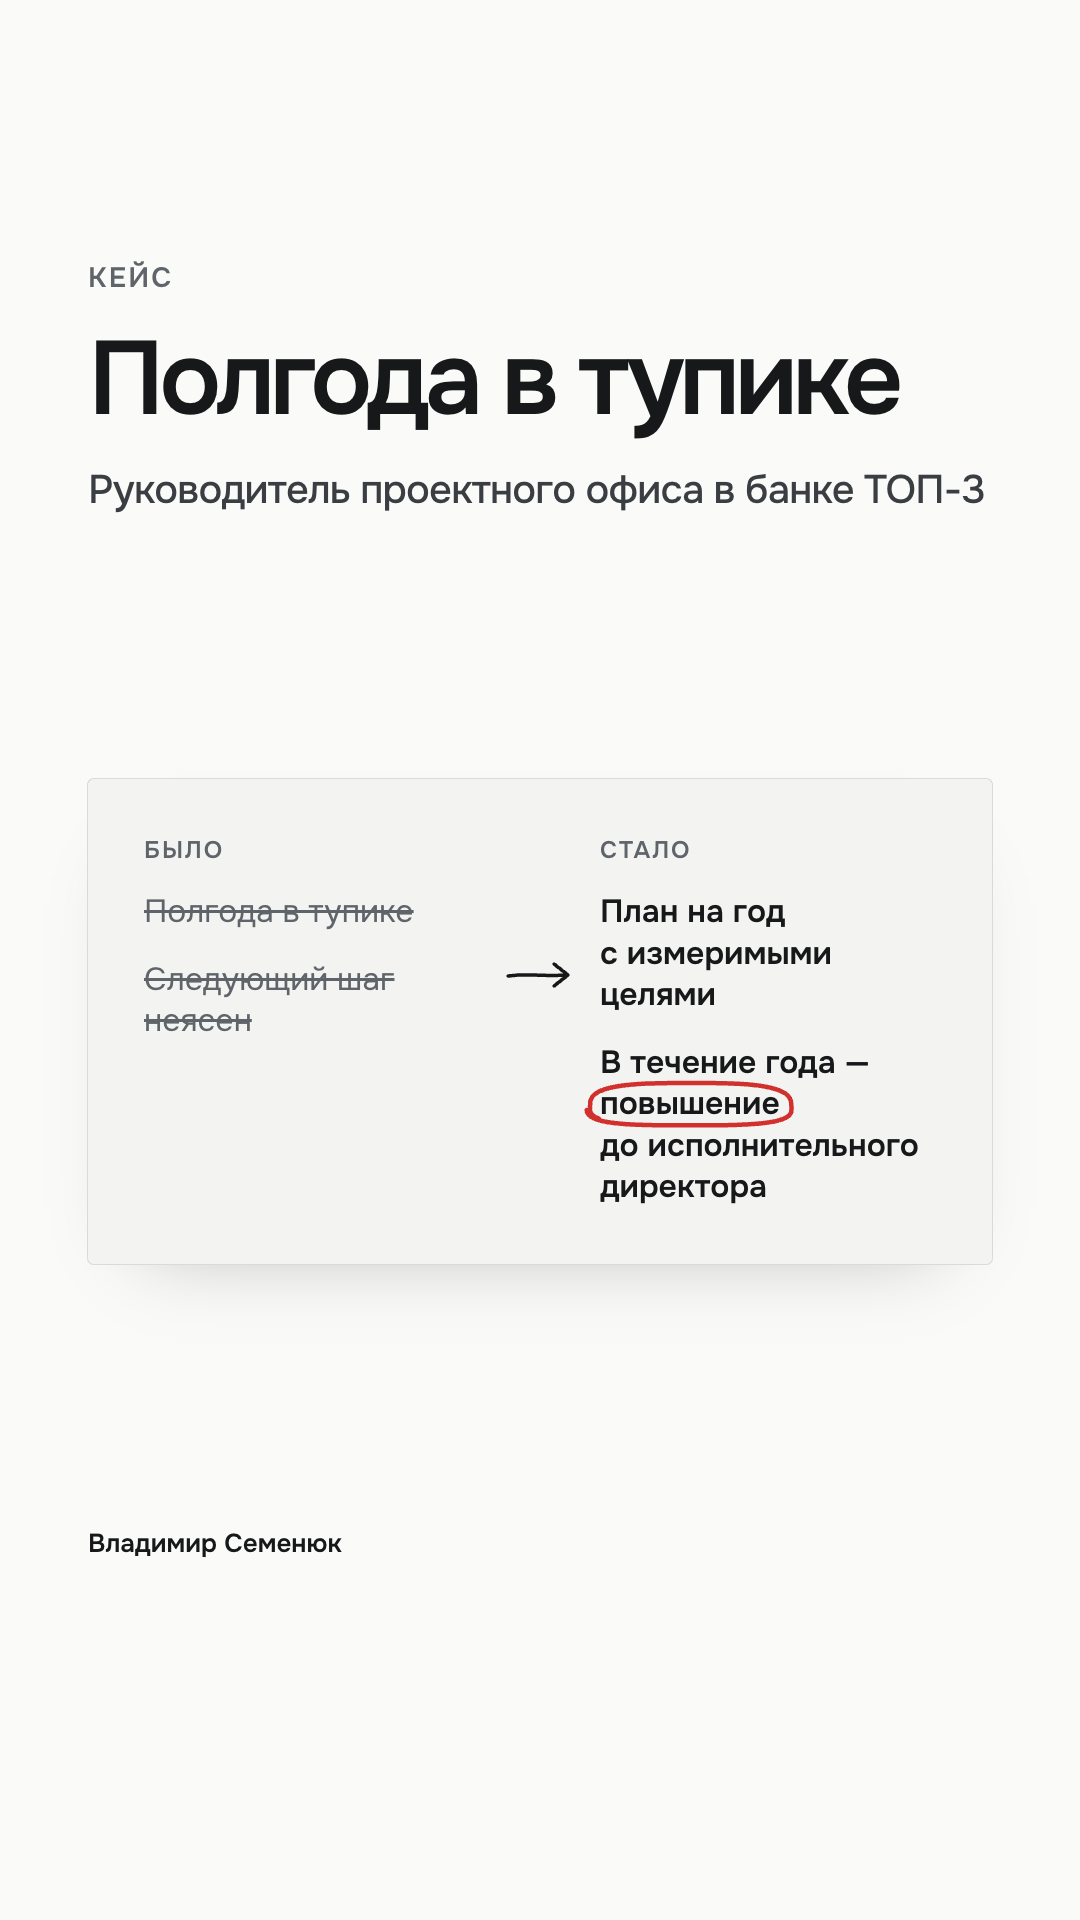 КЕЙС
Полгода в тупике
Руководитель проектного офиса в банке ТОП-3
БЫЛО
Полгода в тупике
Следующий шаг
неясен
СТАЛО
План на год
с измеримыми
целями
В течение года —
повышение
до исполнительного
директора
Владимир Семенюк